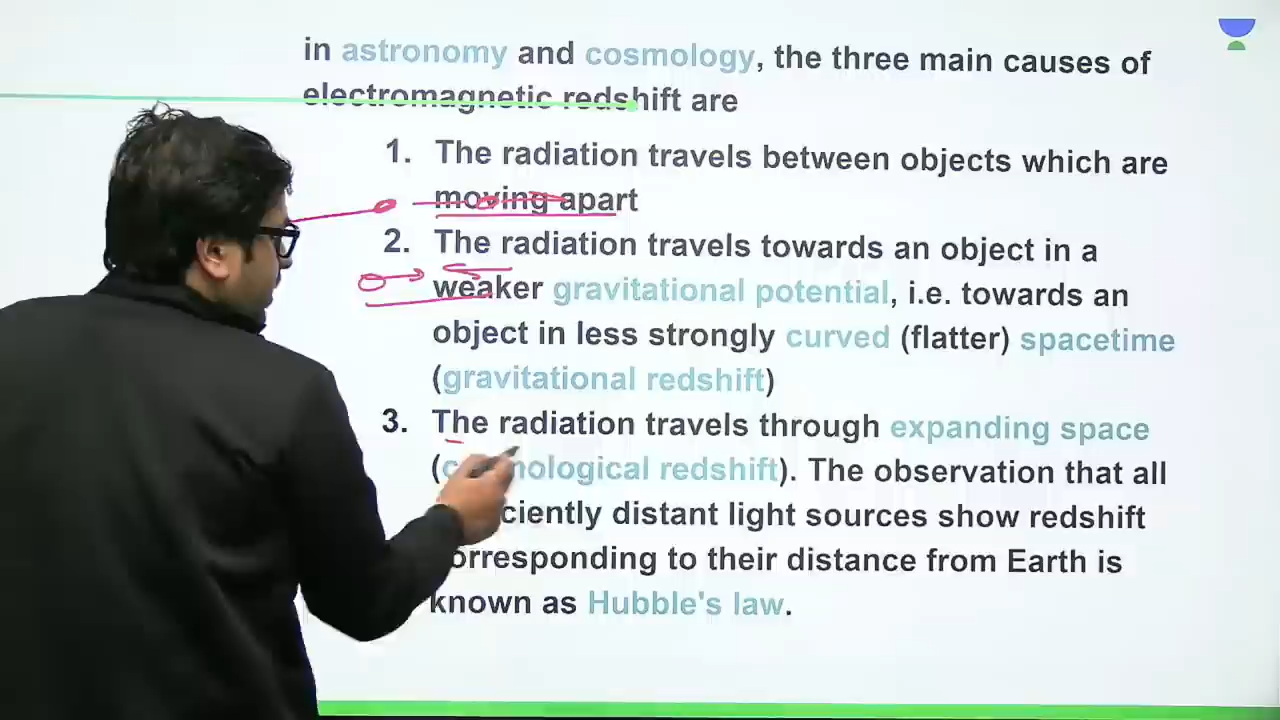 in astronomy and cosmology, the three main causes of
electromagnetic redshift are
1. The radiation travels between objects which are
moving apart
2. The radiation travels towards an object in a
weaker gravitational potential, i.e. towards an
object in less strongly curved (flatter) spacetime
(gravitational redshift)
3. The radiation travels through expanding space
redshift). The observation that all
distant light sources show redshift
to their distance from Earth is
known as Hubble's law.